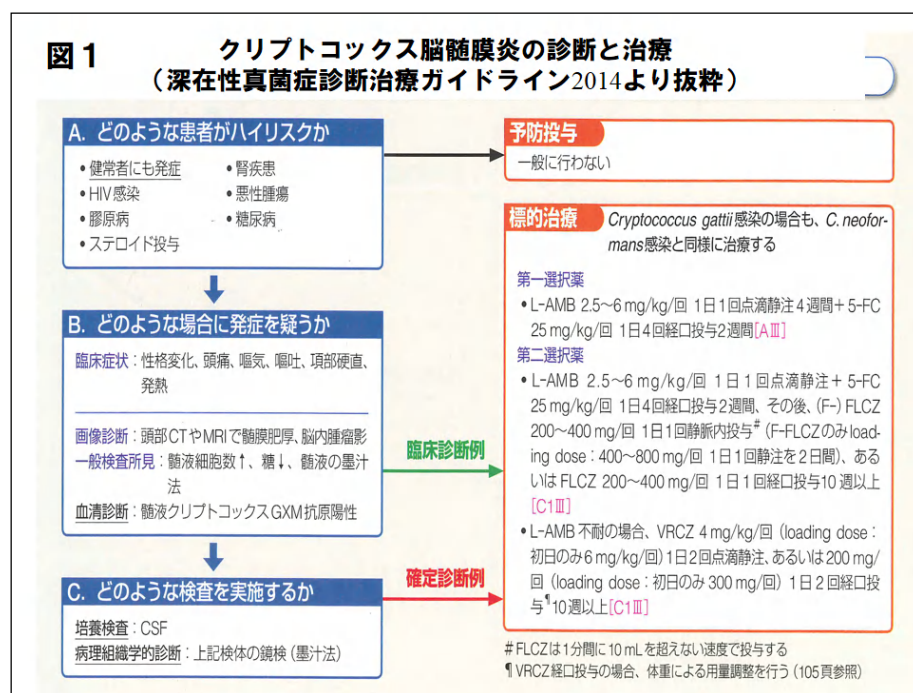 図1
クリプトコックス脳髄膜炎の診断と治療
（深在性真菌症診断治療ガイドライン2014より抜粋）
A. どのような患者がハイリスクか
• 健常者にも発症
• 腎疾患
• HIV感染
• 悪性腫瘍
• 膠原病
• 糖尿病
• ステロイド投与
B. どのような場合に発症を疑うか
臨床症状：性格変化、頭痛、嘔気、嘔吐、項部硬直、
発熱
画像診断：頭部CTやMRIで髄膜肥厚、脳内腫瘤影
一般検査所見：髄液細胞数↑、糖↓、髄液の墨汁
法
血清診断：髄液クリプトコックスGXM抗原陽性
C. どのような検査を実施するか
培養検査：CSF
病理組織学的診断：上記検体の鏡検（墨汁法）
臨床診断例
確定診断例
予防投与
一般に行わない
標的治療
Cryptococcus gattii感染の場合も、C. neofor-
mans感染と同様に治療する
第一選択薬
• L-AMB 2.5～6 mg/kg/回 1日1回点滴静注4週間＋5-FC
25 mg/kg/回 1日4回経口投与2週間[AⅢ]
第二選択薬
• L-AMB 2.5～6 mg/kg/回 1日1回点滴静注＋5-FC
25 mg/kg/回 1日4回経口投与2週間、その後、(F-) FLCZ
200～400 mg/回 1日1回静脈内投与# (F-FLCZのみload-
ing dose：400～800 mg/回 1日1回静注を2日間)、ある
いはFLCZ 200～400 mg/回 1日1回経口投与10週以上
[C1Ⅲ]
• L-AMB 不耐の場合、VRCZ 4 mg/kg/回 (loading dose：
初日のみ6 mg/kg/回) 1日2回点滴静注、あるいは200 mg/
回 (loading dose：初日のみ 300 mg/回) 1日2回経口投
与¶10週以上[C1Ⅲ]
# FLCZは1分間に10 mLを超えない速度で投与する
¶ VRCZ経口投与の場合、体重による用量調整を行う（105頁参照）